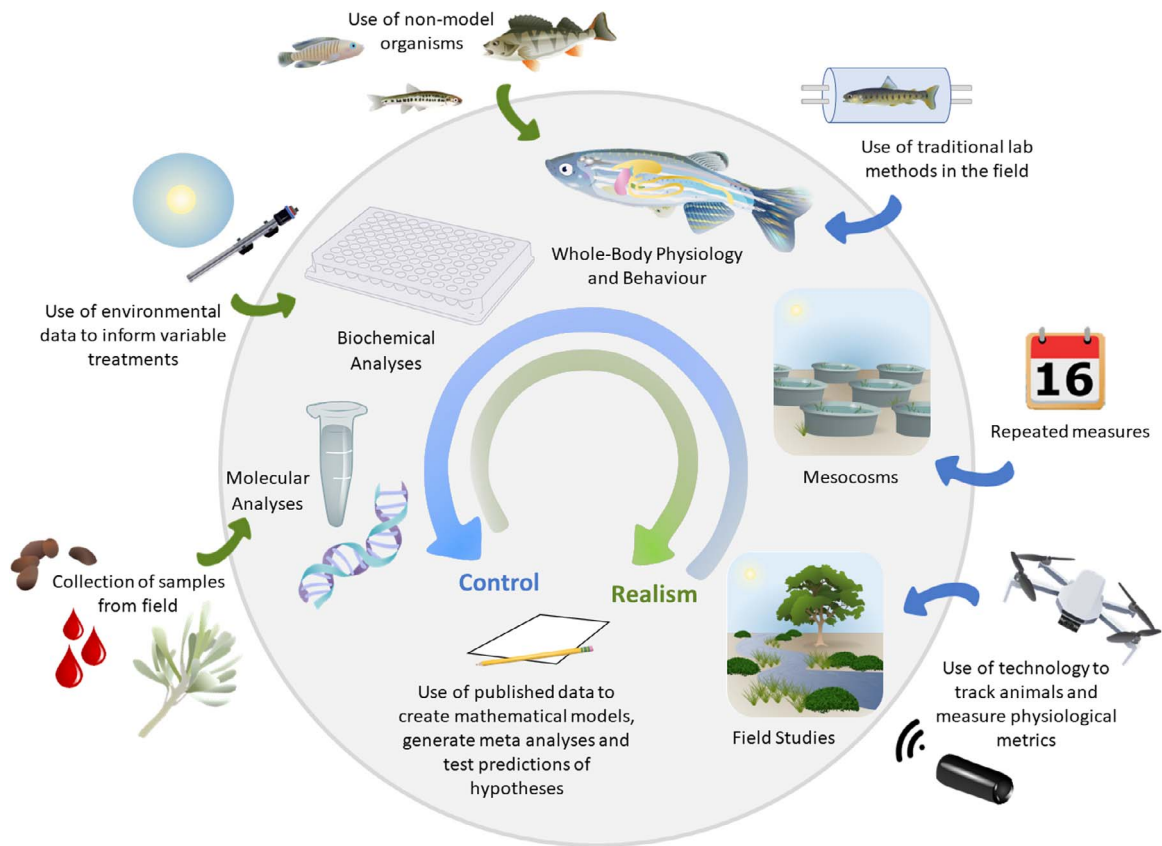 Use of non-model
organisms
Use of traditional lab
methods in the field
Whole-Body Physiology
and Behaviour
Use of environmental
data to inform variable
treatments
Biochemical
Analyses
16
Repeated measures
Mesocosms
Molecular
Analyses
Collection of samples
from field
Control
Realism
Use of published data to
create mathematical models,
generate meta analyses and
test predictions of
hypotheses
Field Studies
Use of technology to
track animals and
measure physiological
metrics